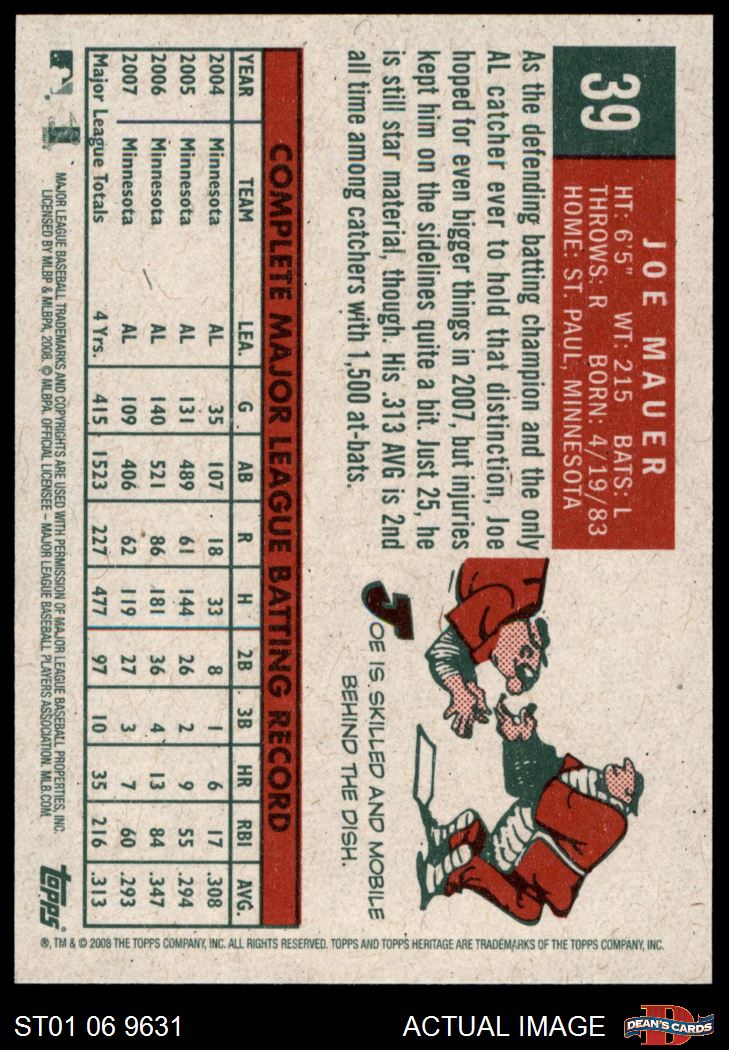 39
JOE MAUER
HT: 6'5" WT: 215 BATS: L
THROWS: R BORN: 4/19/83
HOME: ST. PAUL, MINNESOTA
As the defending batting champion and the only
AL catcher ever to hold that distinction, Joe
hoped for even bigger things in 2007, but injuries
kept him on the sidelines quite a bit. Just 25, he
is still star material, though. His .313 AVG is 2nd
all time among catchers with 1,500 at-bats.
JOE IS SKILLED AND MOBILE
BEHIND THE DISH.
COMPLETE MAJOR LEAGUE BATTING RECORD
YEAR TEAM LEA. G AB R H 2B 3B HR RBI AVG.
2004 Minnesota AL 35 107 18 33 8 1 6 17 .308
2005 Minnesota AL 131 489 61 144 26 2 9 55 .294
2006 Minnesota AL 140 521 86 181 36 4 13 84 .347
2007 Minnesota AL 109 406 62 119 27 3 7 60 .293
Major League Totals 4 Yrs. 415 1523 227 477 97 10 35 216 .313
MAJOR LEAGUE BASEBALL TRADEMARKS AND COPYRIGHTS ARE USED WITH PERMISSION OF MAJOR LEAGUE BASEBALL PROPERTIES, INC.
LICENSED BY MLBP & MLBPA, 2008. © MLBPA. OFFICIAL LICENSEE – MAJOR LEAGUE BASEBALL PLAYERS ASSOCIATION. MLB.COM
topps
®, TM & © 2008 THE TOPPS COMPANY, INC. ALL RIGHTS RESERVED. TOPPS AND TOPPS HERITAGE ARE TRADEMARKS OF THE TOPPS COMPANY, INC.
ST01 06 9631
ACTUAL IMAGE
D
DEAN'S CARDS